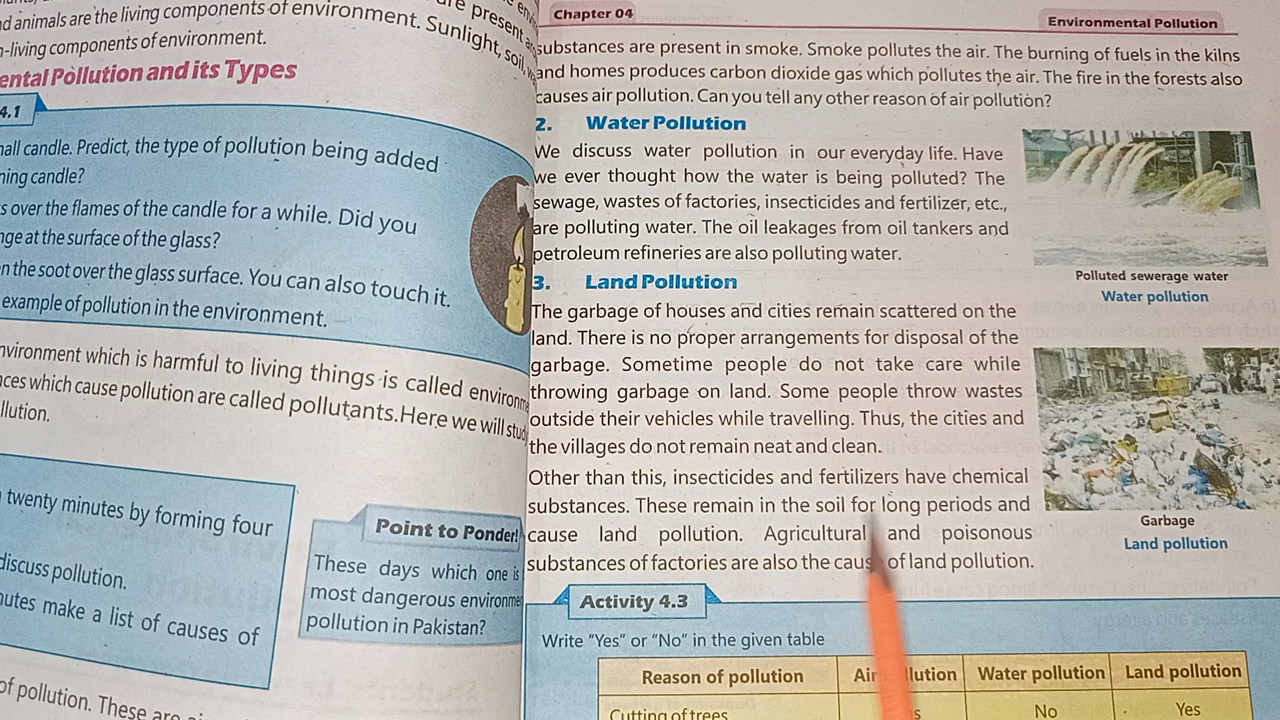 nd animals are the living components of environment. Sunlight, soil,
n-living components of environment.
ental Pollution and its Types
4.1
mall candle. Predict, the type of pollution being added
ning candle?
s over the flames of the candle for a while. Did you
nge at the surface of the glass?
n the soot over the glass surface. You can also touch it.
example of pollution in the environment.
nvironment which is harmful to living things is called
nces which cause pollution are called pollutants. Here we will
llution.
twenty minutes by forming four
discuss pollution.
nutes make a list of causes of
Point to Ponder!
These days which one is
most dangerous
pollution in Pakistan?
of pollution. These are
Chapter 04
Environmental Pollution
substances are present in smoke. Smoke pollutes the air. The burning of fuels in the kilns
and homes produces carbon dioxide gas which pollutes the air. The fire in the forests also
causes air pollution. Can you tell any other reason of air pollution?
2. Water Pollution
We discuss water pollution in our everyday life. Have
we ever thought how the water is being polluted? The
sewage, wastes of factories, insecticides and fertilizer, etc.,
are polluting water. The oil leakages from oil tankers and
petroleum refineries are also polluting water.
Polluted sewerage water
Water pollution
3. Land Pollution
The garbage of houses and cities remain scattered on the
land. There is no proper arrangements for disposal of the
garbage. Sometime people do not take care while
throwing garbage on land. Some people throw wastes
outside their vehicles while travelling. Thus, the cities and
the villages do not remain neat and clean.
Other than this, insecticides and fertilizers have chemical
substances. These remain in the soil for long periods and
cause land pollution. Agricultural and poisonous
substances of factories are also the cause of land pollution.
Garbage
Land pollution
Activity 4.3
Write "Yes" or "No" in the given table
Reason of pollution Air pollution Water pollution Land pollution
Cutting of trees No Yes